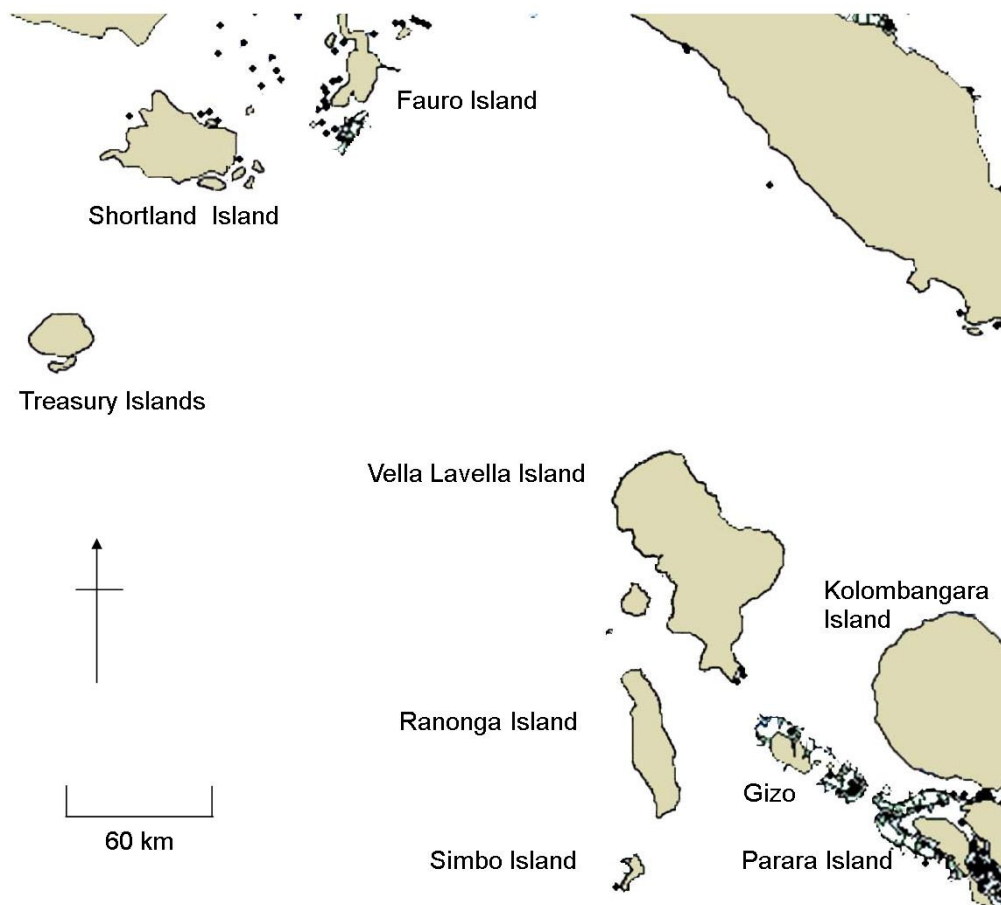 Fauro Island
Shortland Island
Treasury Islands
Vella Lavella Island
Kolombangara
Island
Ranonga Island
Gizo
60 km
Simbo Island
Parara Island